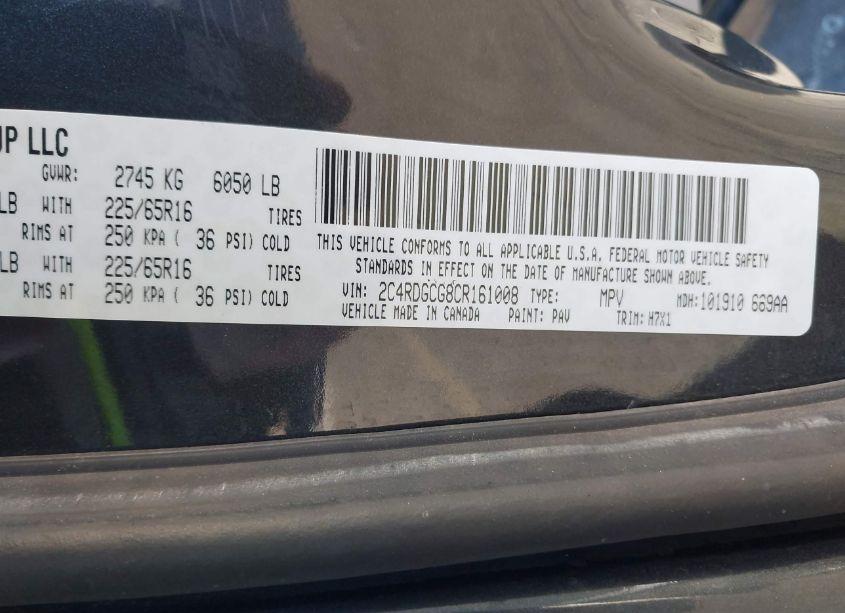 UP LLC
GVWR: 2745 KG 6050 LB
LB WITH 225/65R16 TIRES
RIMS AT 250 KPA ( 36 PSI) COLD
LB WITH 225/65R16 TIRES
RIMS AT 250 KPA ( 36 PSI) COLD
THIS VEHICLE CONFORMS TO ALL APPLICABLE U.S.A. FEDERAL MOTOR VEHICLE SAFETY
STANDARDS IN EFFECT ON THE DATE OF MANUFACTURE SHOWN ABOVE.
VIN: 2C4RDGCG8CR161008 TYPE: MPV MDH: 101910 669AA
VEHICLE MADE IN CANADA PAINT: PAV TRIM: H7X1